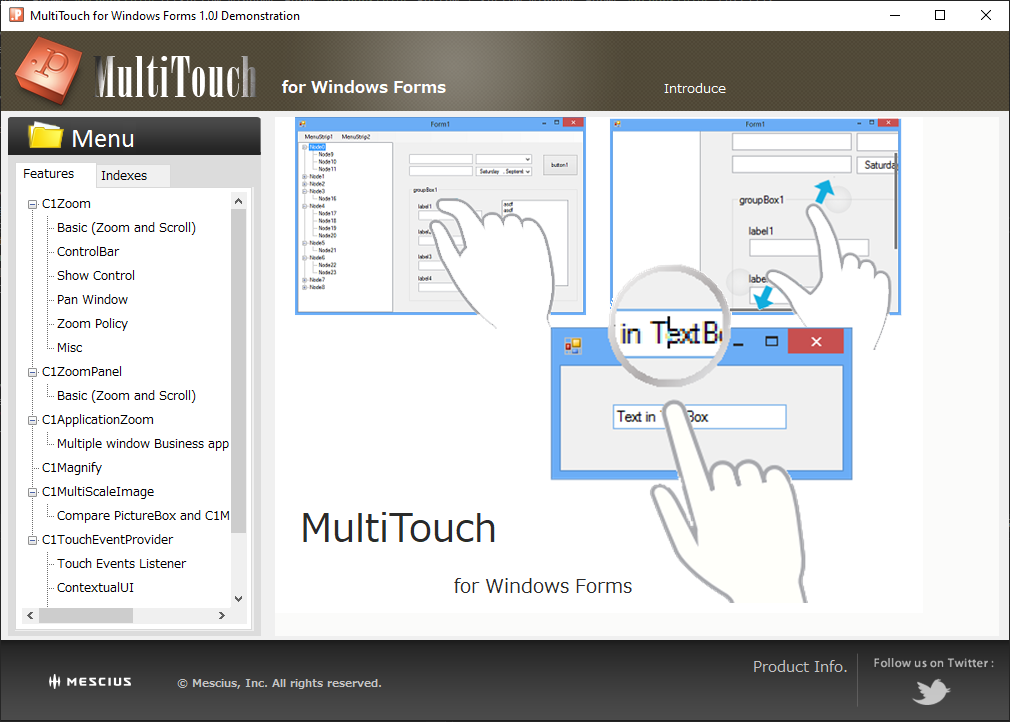 MultiTouch for Windows Forms 1.0J Demonstration
MultiTouch
for Windows Forms
Introduce
Menu
Features
Indexes
C1Zoom
Basic (Zoom and Scroll)
ControlBar
Show Control
Pan Window
Zoom Policy
Misc
C1ZoomPanel
Basic (Zoom and Scroll)
C1ApplicationZoom
Multiple window Business app
C1Magnify
C1MultiScaleImage
Compare PictureBox and C1M
C1TouchEventProvider
Touch Events Listener
ContextualUI
Form1
MenuStrip1 MenuStrip2
Node0
Node9
Node10
Node11
Node1
Node2
Node3
Node16
Node4
Node17
Node18
Node19
Node20
Node5
Node21
Node6
Node22
Node23
Node7
Node8
button1
Saturday , Septemb
groupBox1
label1
asdf
asdf
label2
label3
label4
Form1
Saturda
groupBox1
label1
labe
in TextBo
Text in Box
MultiTouch
for Windows Forms
MESCIUS
© Mescius, Inc. All rights reserved.
Product Info.
Follow us on Twitter :